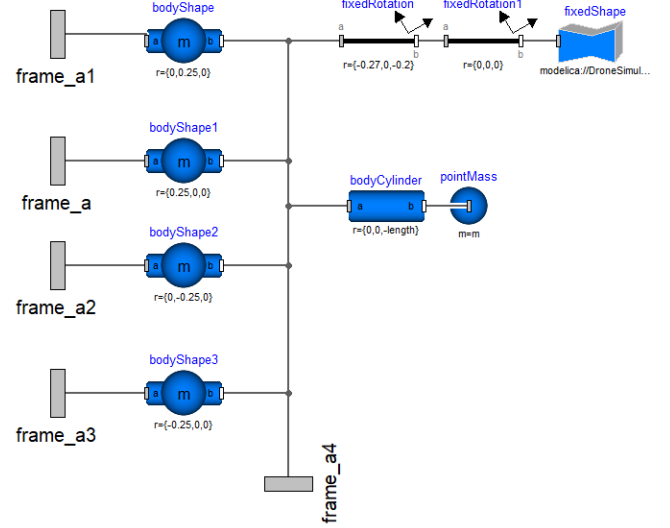 bodyShape
fixedRotation
fixedRotation1
fixedShape
a
m
b
a
b
a
b
frame_a1
r={0,0.25,0}
r={-0.27,0,-0.2}
r={0,0,0}
modelica://DroneSimul...
bodyShape1
a
m
b
frame_a
r={0.25,0,0}
bodyCylinder
pointMass
a
b
r={0,0,-length}
m=m
bodyShape2
a
m
b
frame_a2
r={0,-0.25,0}
bodyShape3
a
m
b
frame_a3
r={-0.25,0,0}
frame_a4